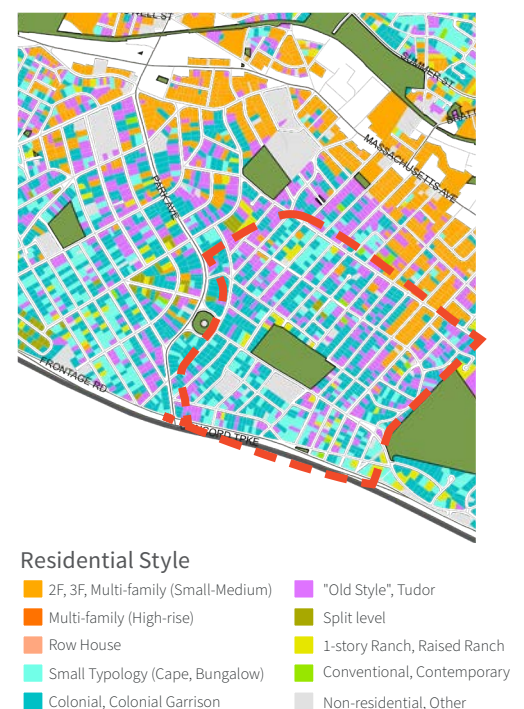 SUMMER ST
MASSACHUSETTS AVE
PARK AVE
FRONTAGE RD
TPKE
Residential Style
2F, 3F, Multi-family (Small-Medium)
Multi-family (High-rise)
Row House
Small Typology (Cape, Bungalow)
Colonial, Colonial Garrison
"Old Style", Tudor
Split level
1-story Ranch, Raised Ranch
Conventional, Contemporary
Non-residential, Other